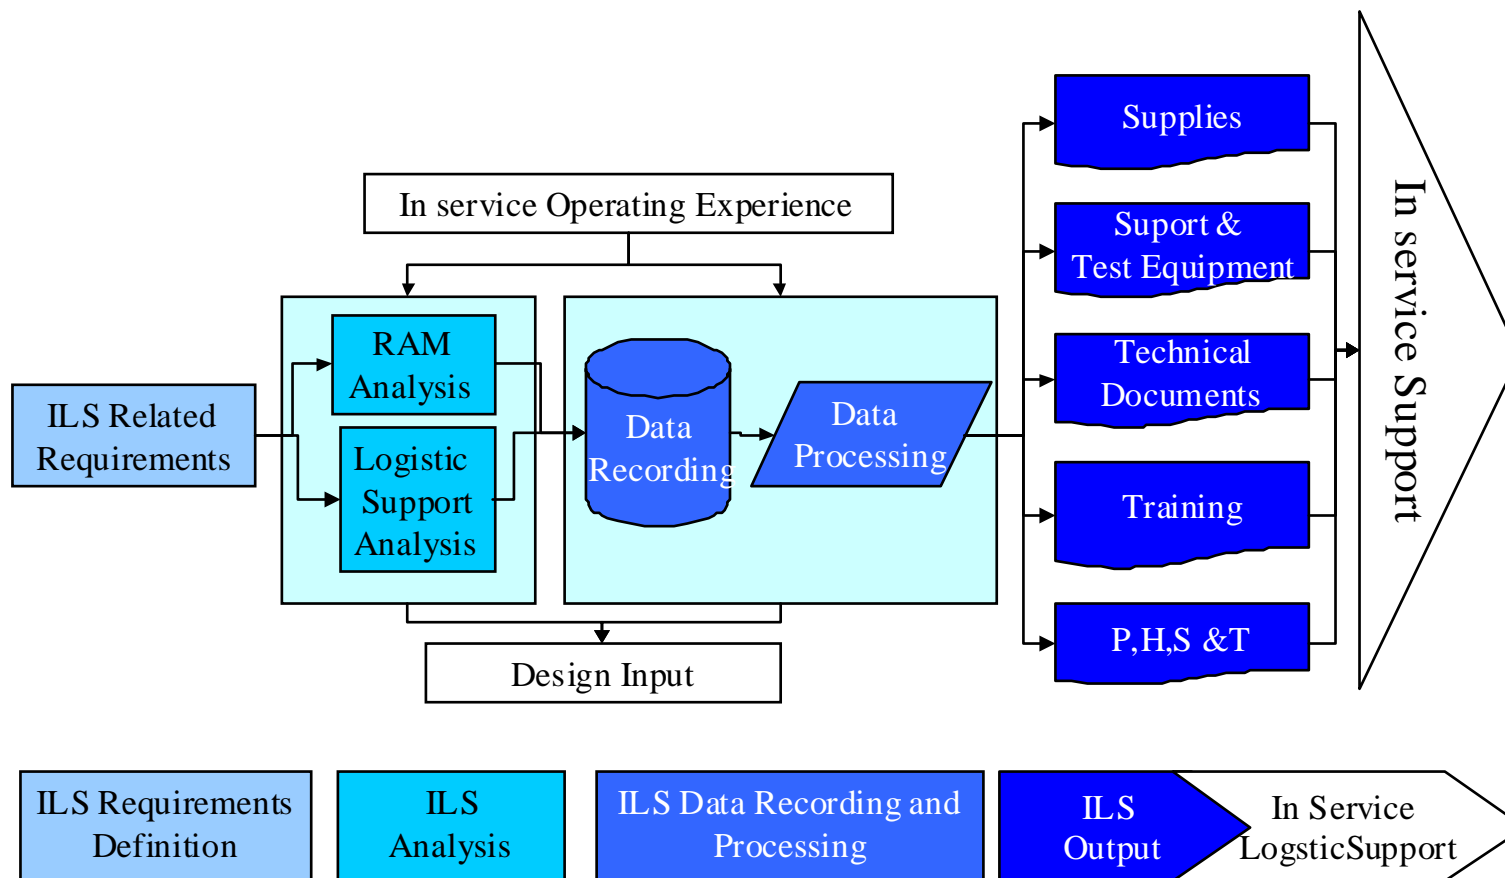 Supplies
In service Operating Experience
Suport &
Test Equipment
RAM
Analysis
ILS Related
Requirements
Logistic
Support
Analysis
Data
Recording
Data
Processing
Technical
Documents
Training
P,H,S &T
In service Support
Design Input
ILS Requirements
Definition
ILS
Analysis
ILS Data Recording and
Processing
ILS
Output
In Service
LogsticSupport